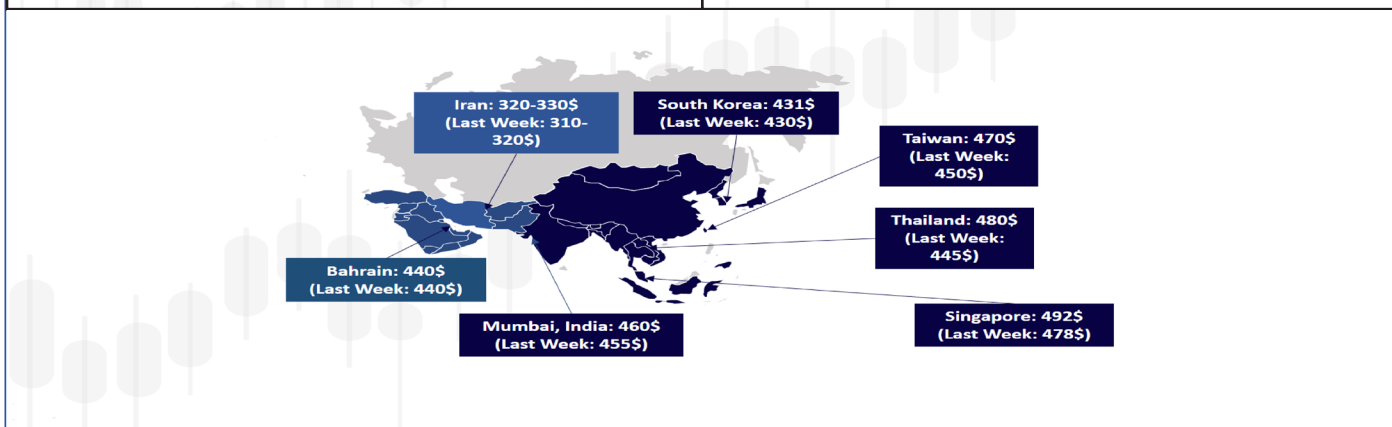 Iran: 320-330$
(Last Week: 310-
320$)
South Korea: 431$
(Last Week: 430$)
Taiwan: 470$
(Last Week:
450$)
Thailand: 480$
(Last Week:
445$)
Bahrain: 440$
(Last Week: 440$)
Singapore: 492$
(Last Week: 478$)
Mumbai, India: 460$
(Last Week: 455$)